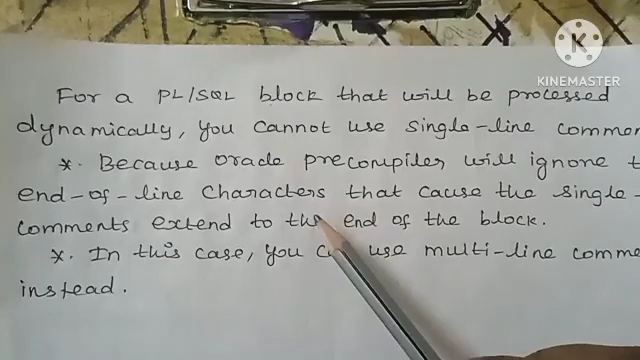 K
KINEMASTER
For a PL/SQL block that will be processed
dynamically, you cannot use single-line commen
*. Because oracle precompiler will ignore t
end-of-line characters that cause the single-
comments extend to the end of the block.
*. In this case, you can use multi-line comme
instead.